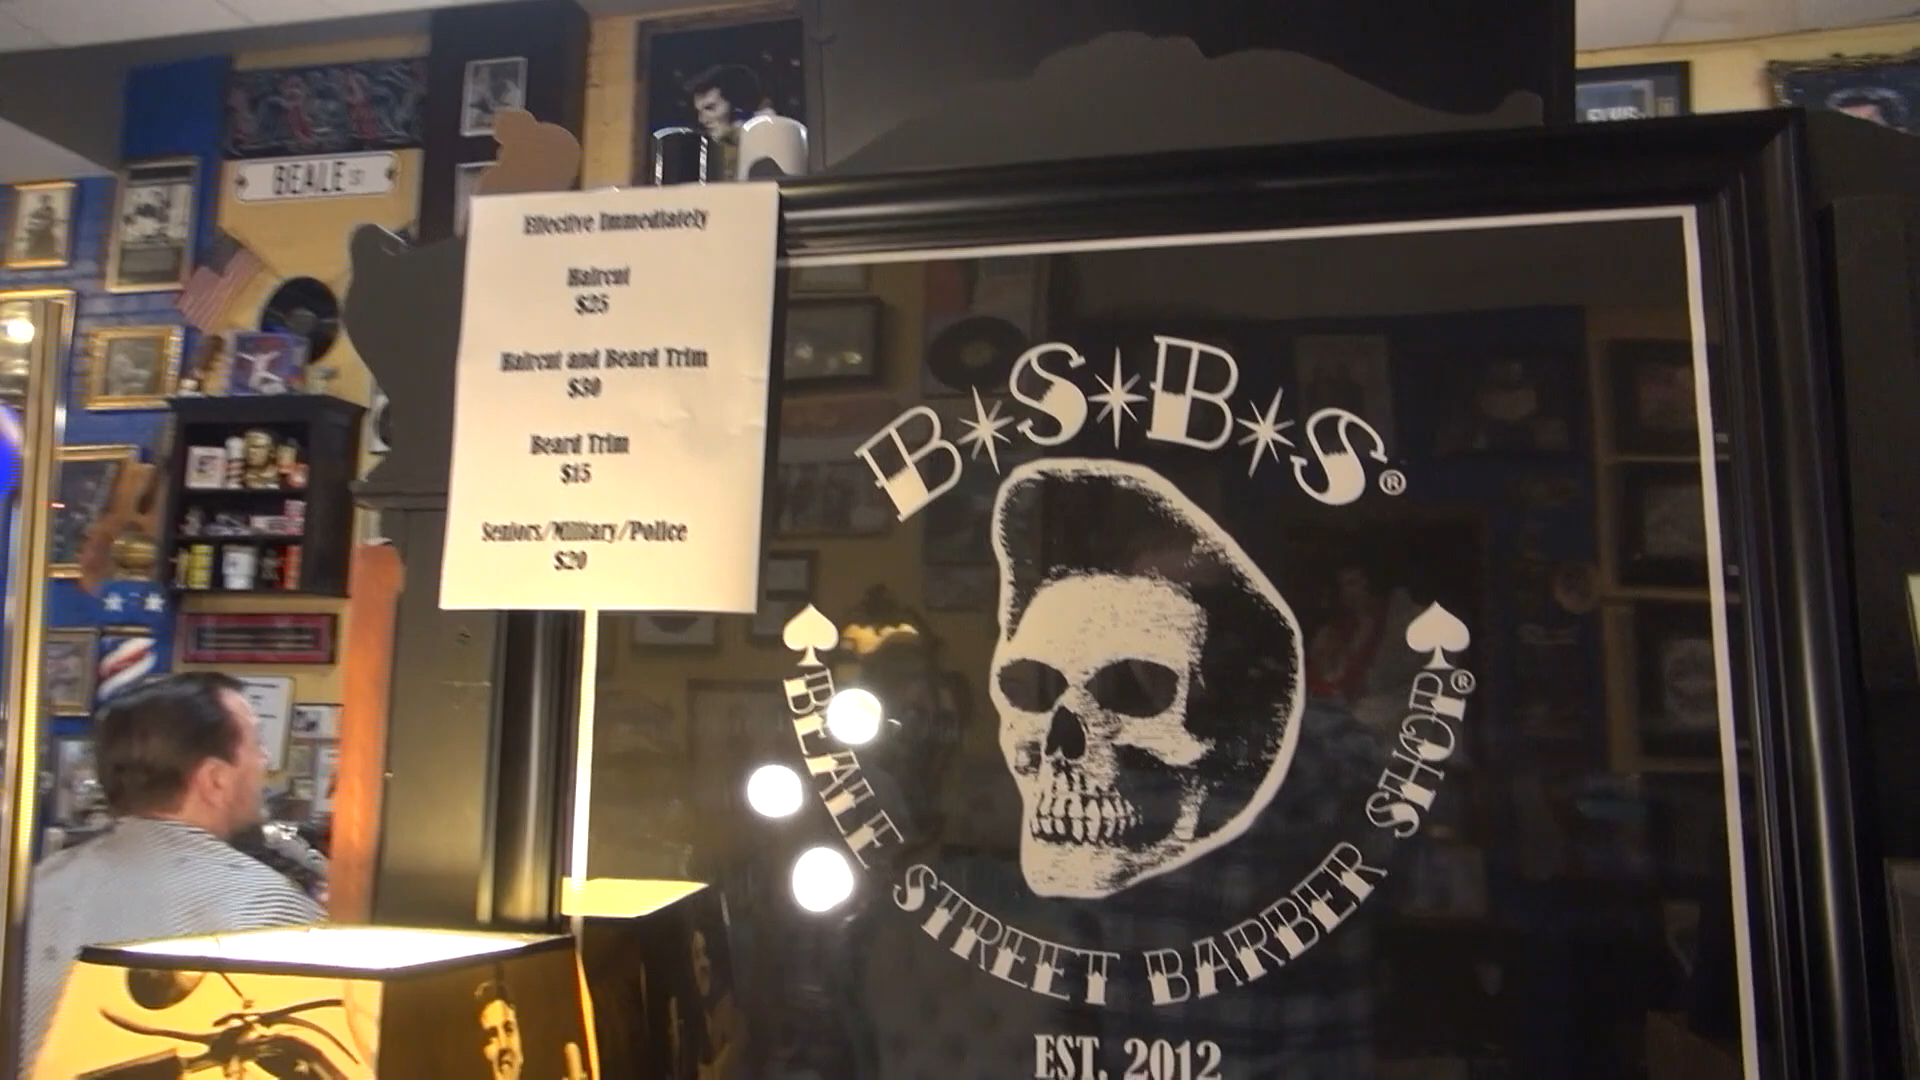 BEALE ST
Effective Immediately
Haircut
$25
Haircut and Beard Trim
$30
Beard Trim
$15
Seniors/Military/Police
$20
B*S*B*S®
BEALE STREET BARBER SHOP®
EST. 2012
ELVIS